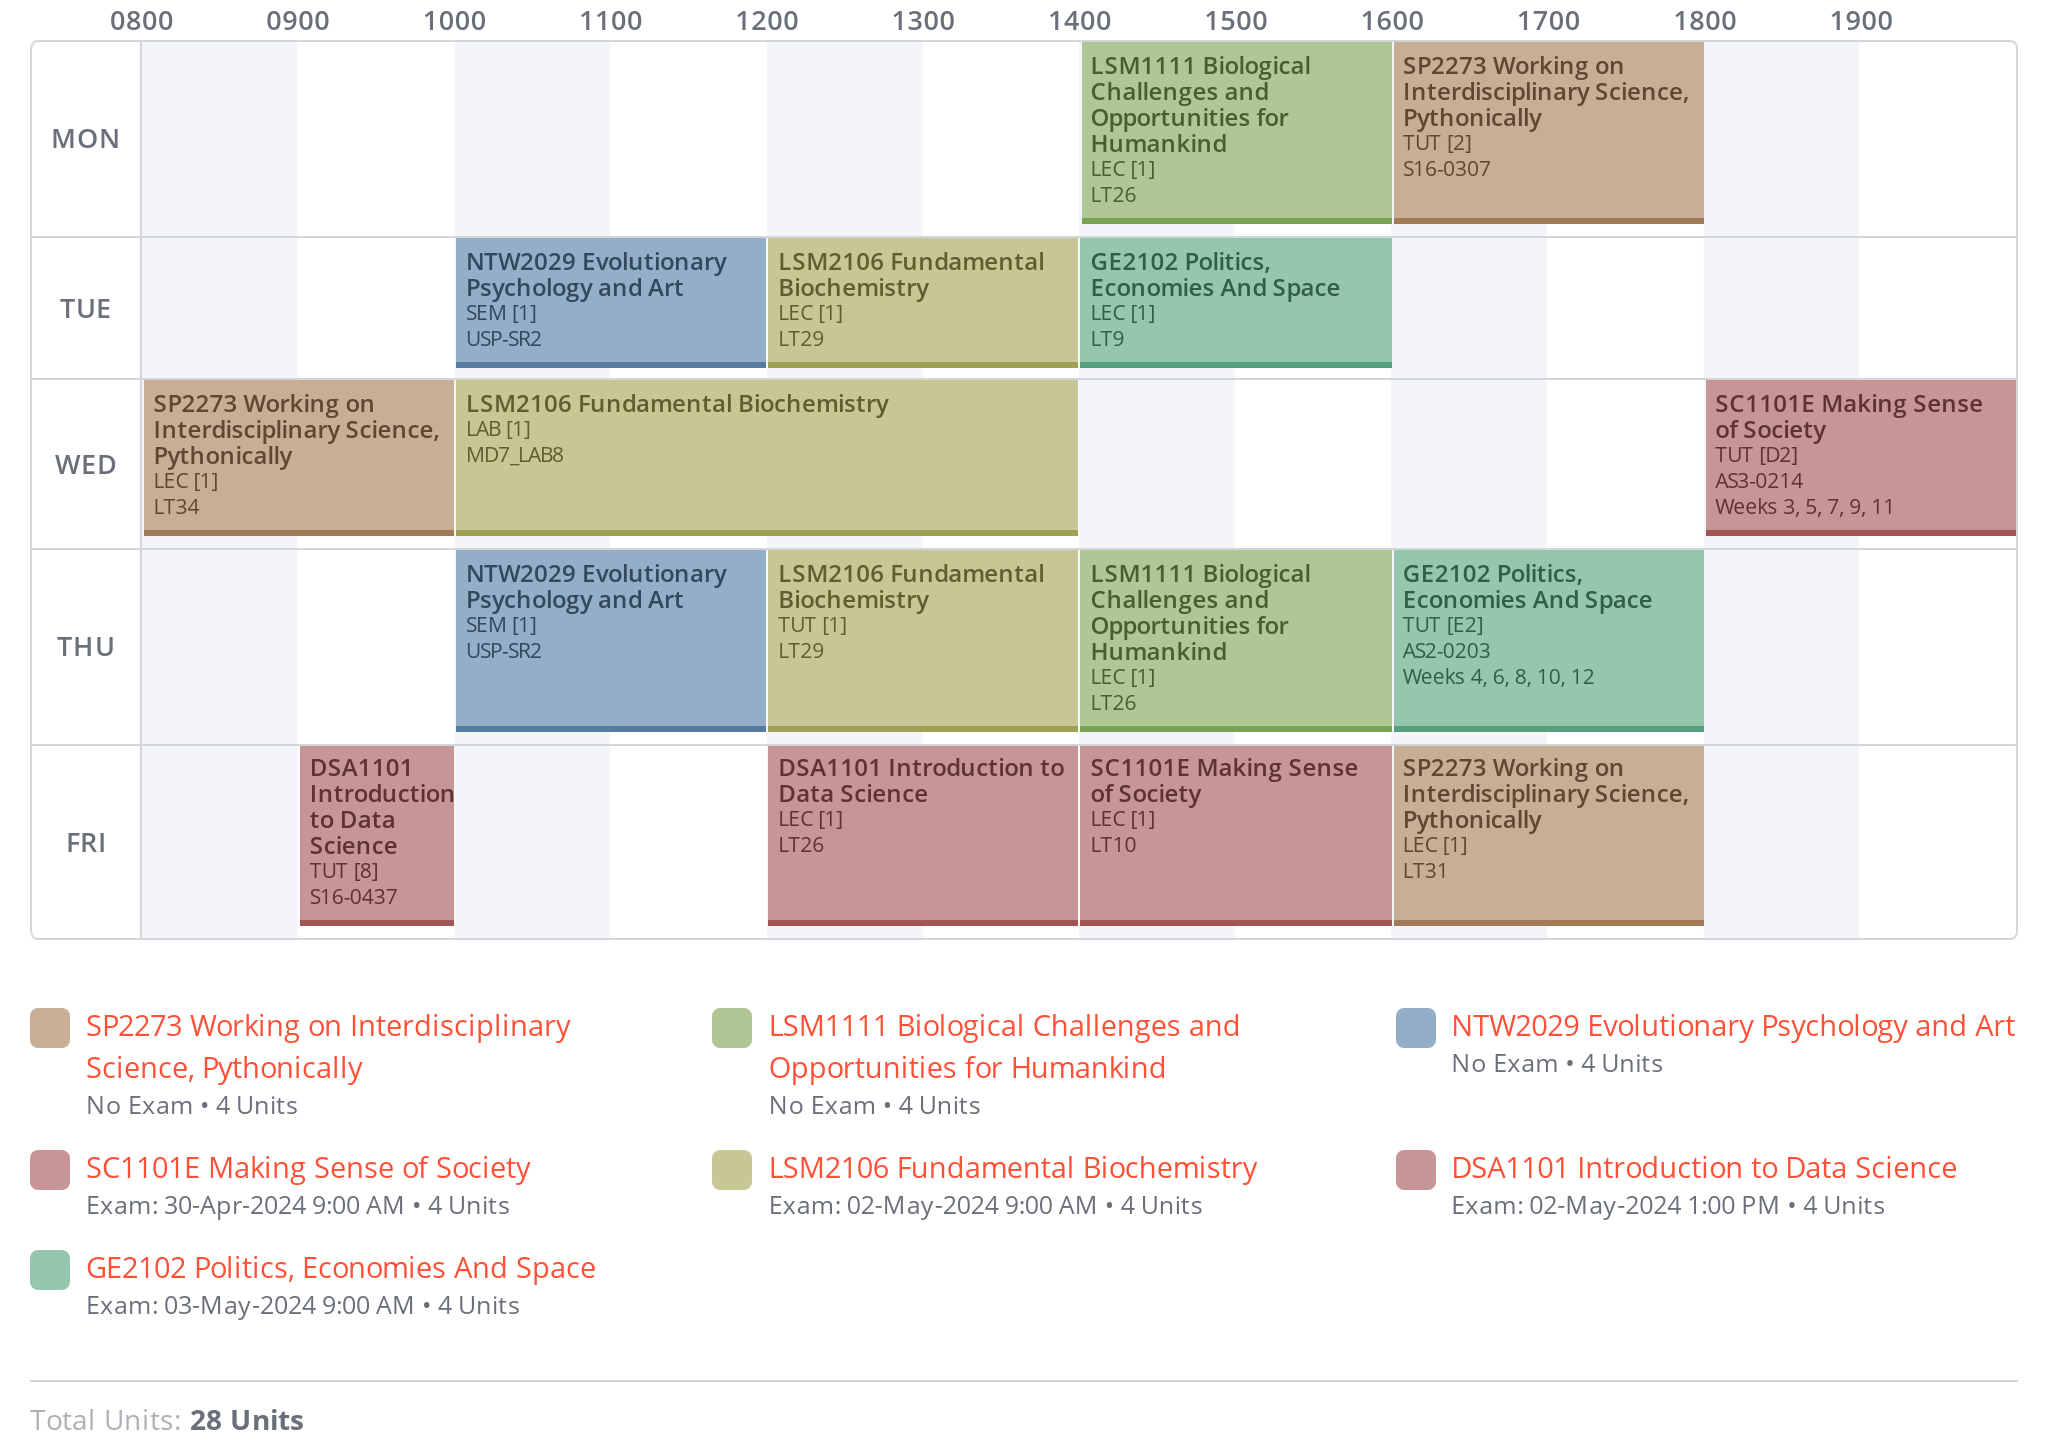 0800 0900 1000 1100 1200 1300 1400 1500 1600 1700 1800 1900
MON
LSM1111 Biological
Challenges and
Opportunities for
Humankind
LEC [1]
LT26
SP2273 Working on
Interdisciplinary Science,
Pythonically
TUT [2]
S16-0307
TUE
NTW2029 Evolutionary
Psychology and Art
SEM [1]
USP-SR2
LSM2106 Fundamental
Biochemistry
LEC [1]
LT29
GE2102 Politics,
Economies And Space
LEC [1]
LT9
WED
SP2273 Working on
Interdisciplinary Science,
Pythonically
LEC [1]
LT34
LSM2106 Fundamental Biochemistry
LAB [1]
MD7_LAB8
SC1101E Making Sense
of Society
TUT [D2]
AS3-0214
Weeks 3, 5, 7, 9, 11
THU
NTW2029 Evolutionary
Psychology and Art
SEM [1]
USP-SR2
LSM2106 Fundamental
Biochemistry
TUT [1]
LT29
LSM1111 Biological
Challenges and
Opportunities for
Humankind
LEC [1]
LT26
GE2102 Politics,
Economies And Space
TUT [E2]
AS2-0203
Weeks 4, 6, 8, 10, 12
FRI
DSA1101
Introduction
to Data
Science
TUT [8]
S16-0437
DSA1101 Introduction to
Data Science
LEC [1]
LT26
SC1101E Making Sense
of Society
LEC [1]
LT10
SP2273 Working on
Interdisciplinary Science,
Pythonically
LEC [1]
LT31
SP2273 Working on Interdisciplinary
Science, Pythonically
No Exam • 4 Units
LSM1111 Biological Challenges and
Opportunities for Humankind
No Exam • 4 Units
NTW2029 Evolutionary Psychology and Art
No Exam • 4 Units
SC1101E Making Sense of Society
Exam: 30-Apr-2024 9:00 AM • 4 Units
LSM2106 Fundamental Biochemistry
Exam: 02-May-2024 9:00 AM • 4 Units
DSA1101 Introduction to Data Science
Exam: 02-May-2024 1:00 PM • 4 Units
GE2102 Politics, Economies And Space
Exam: 03-May-2024 9:00 AM • 4 Units
Total Units: 28 Units